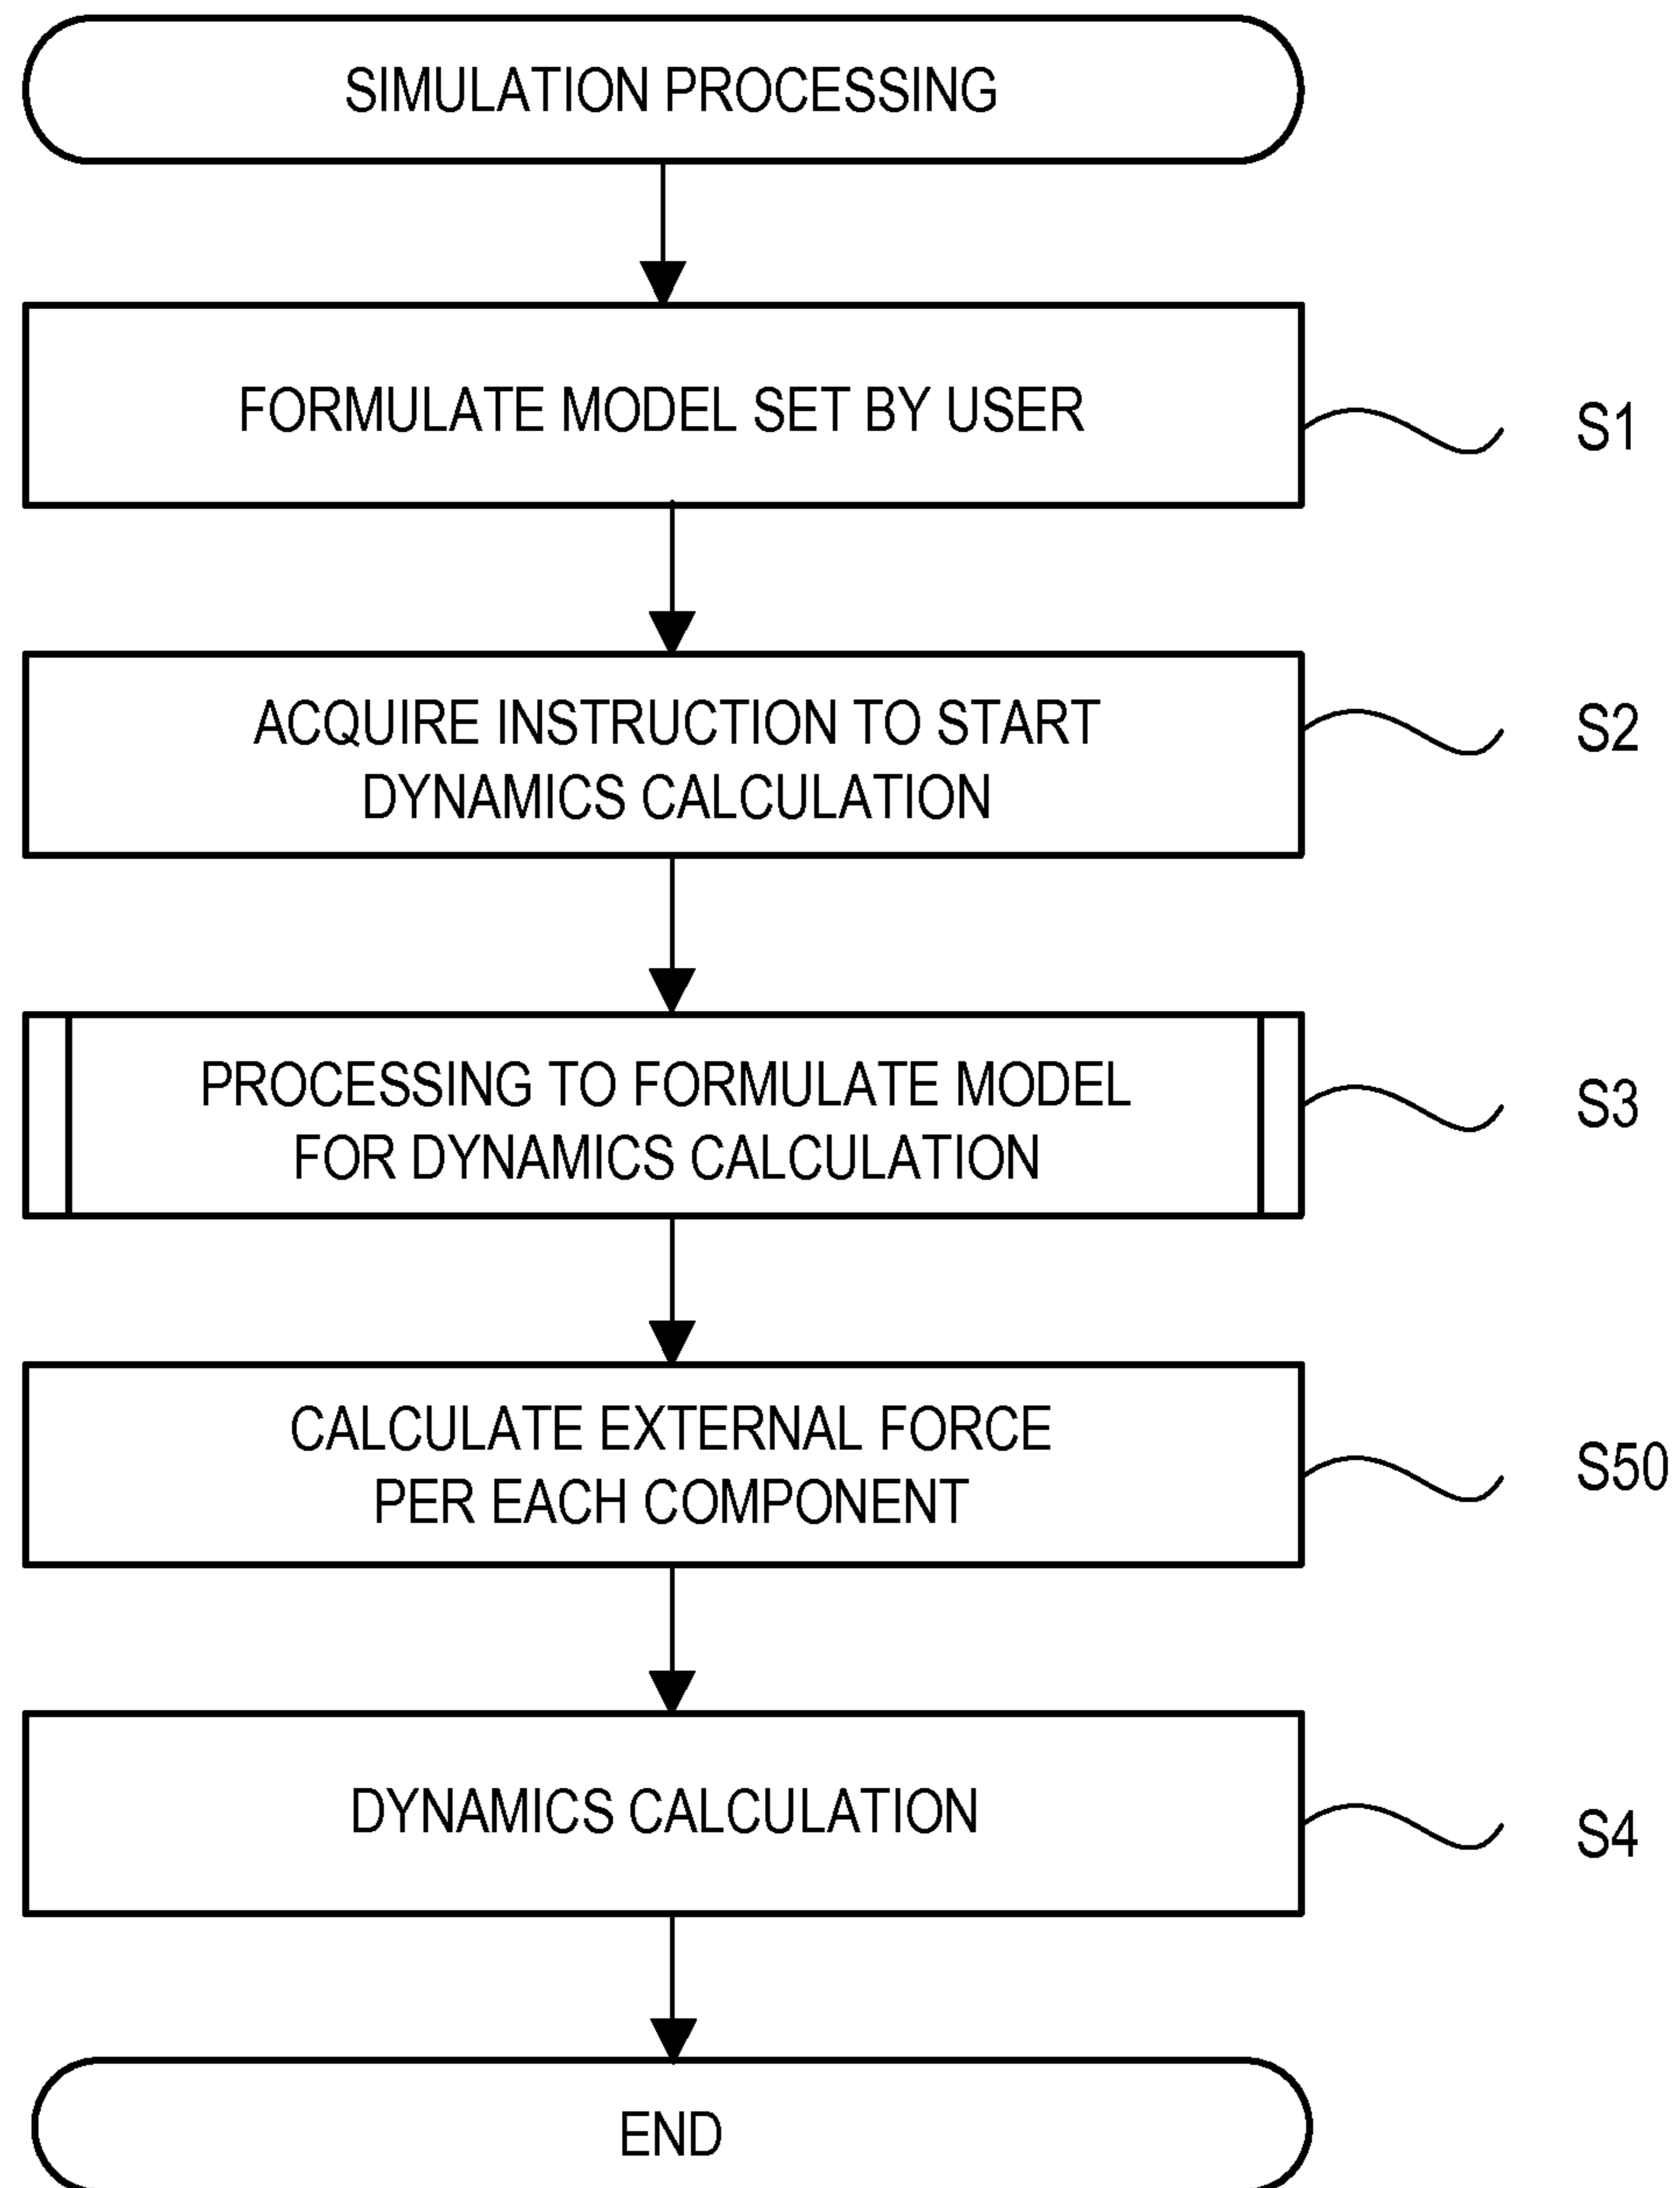 SIMULATION PROCESSING
FORMULATE MODEL SET BY USER
S1
ACQUIRE INSTRUCTION TO START
DYNAMICS CALCULATION
S2
PROCESSING TO FORMULATE MODEL
FOR DYNAMICS CALCULATION
S3
CALCULATE EXTERNAL FORCE
PER EACH COMPONENT
S50
DYNAMICS CALCULATION
S4
END